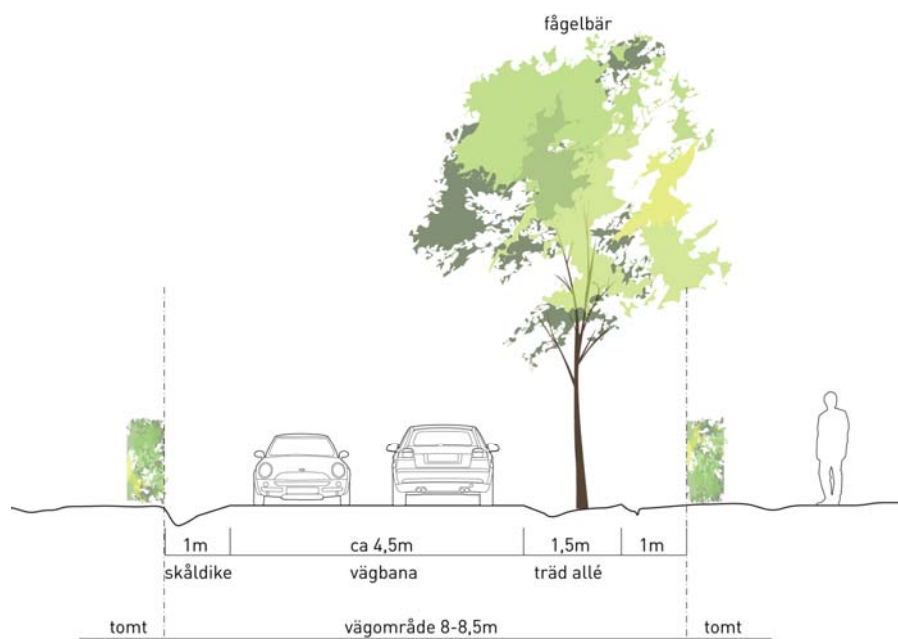 fågelbär
1m ca 4,5m 1,5m 1m
skåldike vägbana träd allé
tomt vägområde 8-8,5m tomt